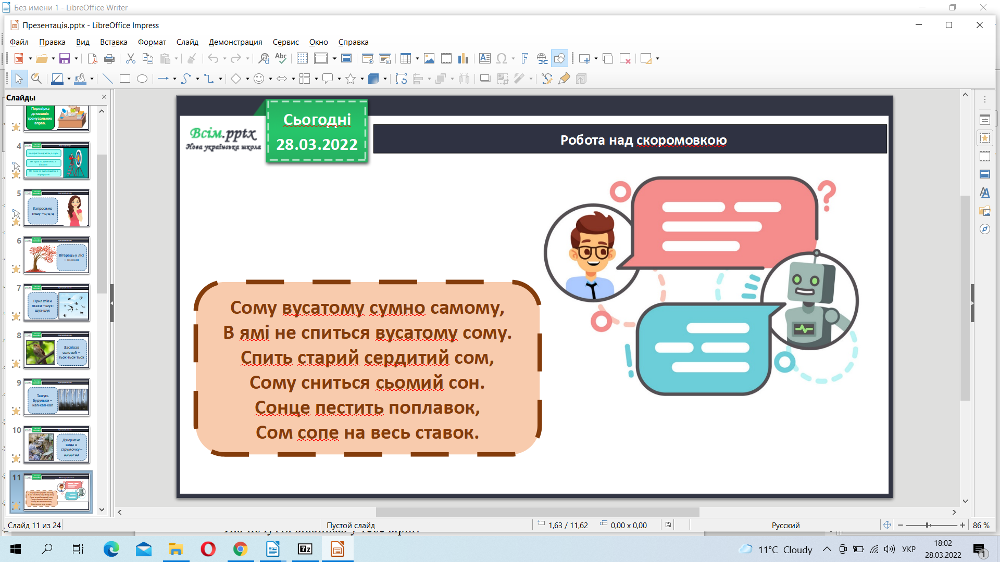 Без имени 1 - LibreOffice Writer
Презентація.pptx - LibreOffice Impress
Файл Правка Вид Вставка Формат Слайд Демонстрация Сервис Окно Справка
Слайды
Перевірка
домашніх
тренувальних
вправ.
4
5
Запросимо
тишу – ц-ц-ц
6
Вітерець у лісі
– ш-ш-ш
7
Прилетіли
птахи – шух-
шух-шух
8
Заспівав
соловей –
тьох-тьох-тьох
9
Тануть
бурульки –
кап-кап-кап
10
Дзюркоче
вода в
струмочку –
дз-дз-дз
11
Всім.pptx
Нова українська школа
Сьогодні
28.03.2022
Робота над скоромовкою
Сому вусатому сумно самому,
В ямі не спиться вусатому сому.
Спить старий сердитий сом,
Сому сниться сьомий сон.
Сонце пестить поплавок,
Сом сопе на весь ставок.
Слайд 11 из 24
Пустой слайд
1,63 / 11,62
0,00 x 0,00
Русский
86 %
11°C Cloudy
УКР
18:02
28.03.2022
1